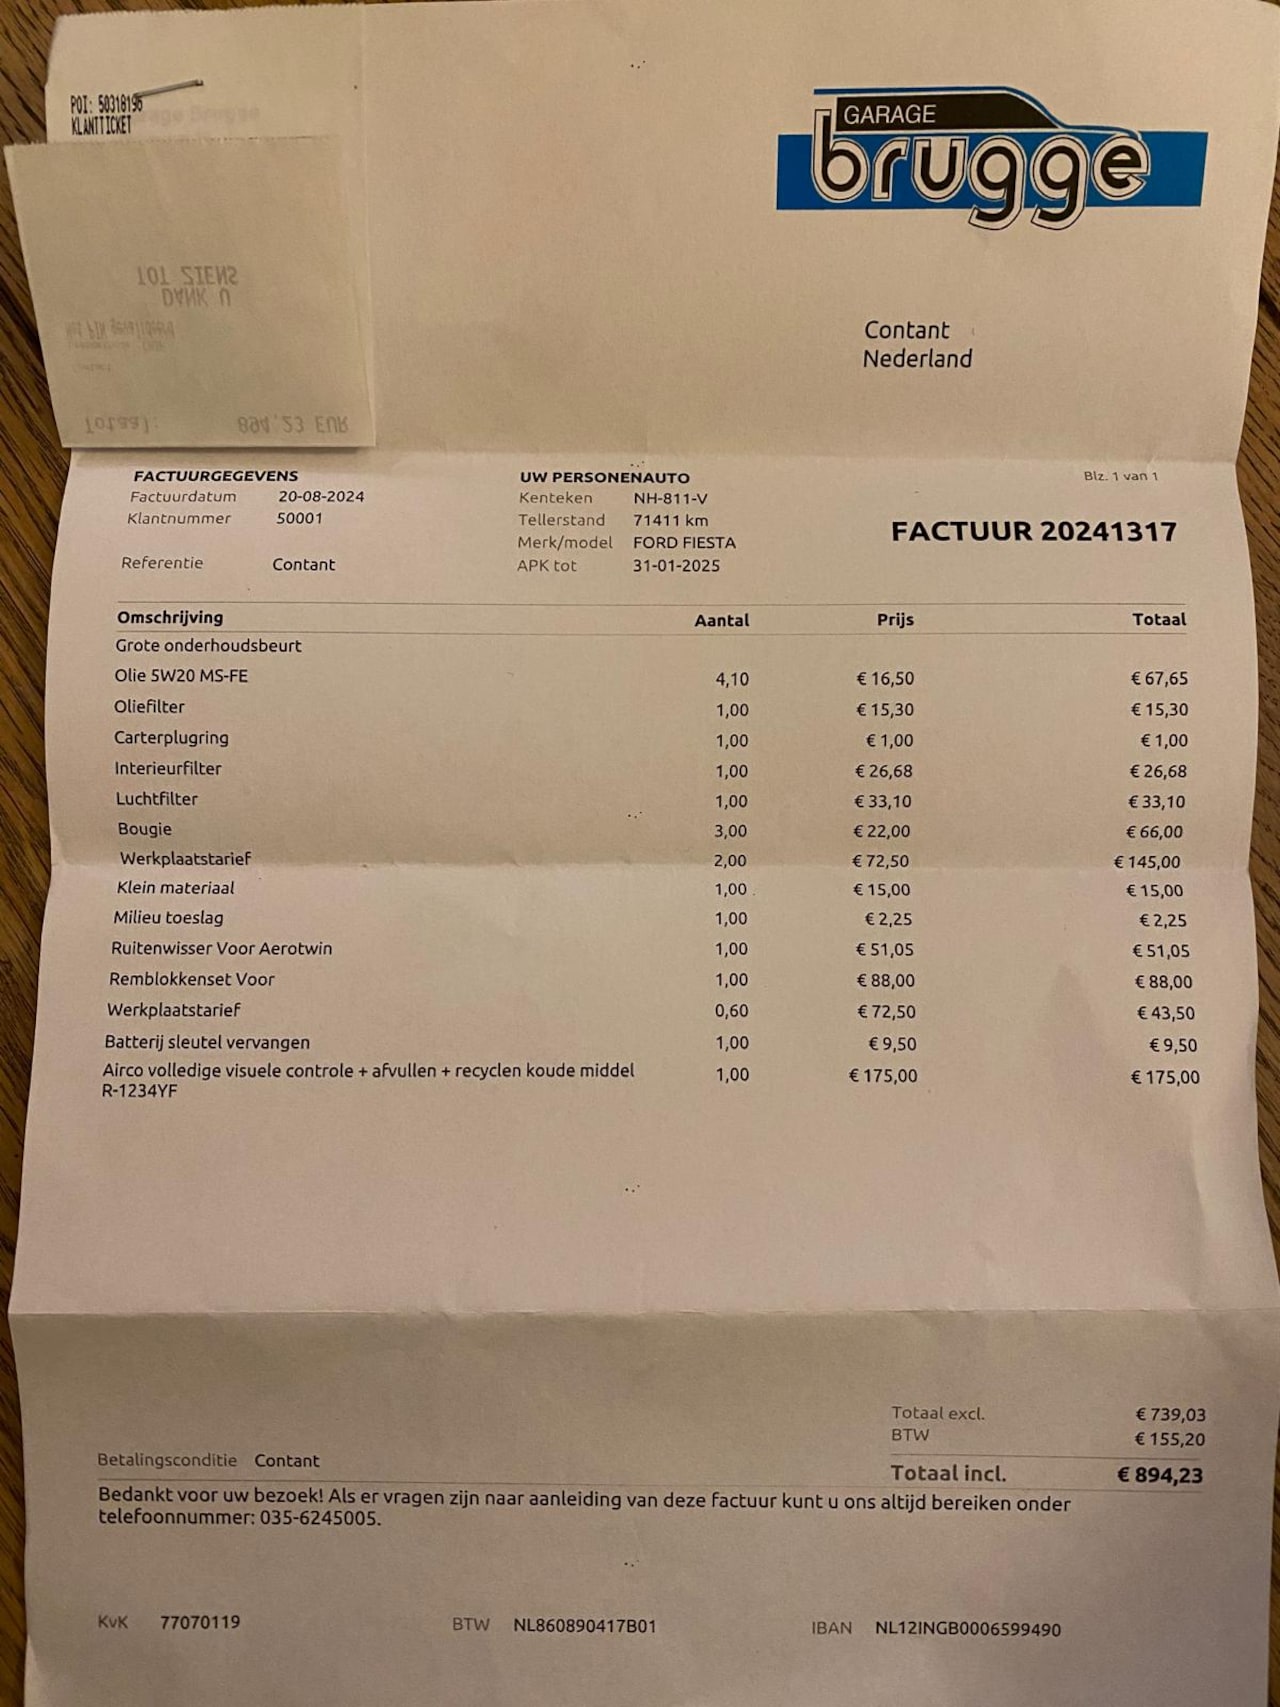 POI: 50318196
KLANTTICKET
GARAGE
brugge
TOT ZIENS
DANK U
Totaal: 894,23 EUR
Contant
Nederland
FACTUURGEGEVENS
Factuurdatum 20-08-2024
Klantnummer 50001
Referentie Contant
UW PERSONENAUTO
Kenteken NH-811-V
Tellerstand 71411 km
Merk/model FORD FIESTA
APK tot 31-01-2025
Blz. 1 van 1
FACTUUR 20241317
Omschrijving Aantal Prijs Totaal
Grote onderhoudsbeurt
Olie 5W20 MS-FE 4,10 € 16,50 € 67,65
Oliefilter 1,00 € 15,30 € 15,30
Carterplugring 1,00 € 1,00 € 1,00
Interieurfilter 1,00 € 26,68 € 26,68
Luchtfilter 1,00 € 33,10 € 33,10
Bougie 3,00 € 22,00 € 66,00
Werkplaatstarief 2,00 € 72,50 € 145,00
Klein materiaal 1,00 € 15,00 € 15,00
Milieu toeslag 1,00 € 2,25 € 2,25
Ruitenwisser Voor Aerotwin 1,00 € 51,05 € 51,05
Remblokkenset Voor 1,00 € 88,00 € 88,00
Werkplaatstarief 0,60 € 72,50 € 43,50
Batterij sleutel vervangen 1,00 € 9,50 € 9,50
Airco volledige visuele controle + afvullen + recyclen koude middel 1,00 € 175,00 € 175,00
R-1234YF
Totaal excl. € 739,03
BTW € 155,20
Totaal incl. € 894,23
Betalingsconditie Contant
Bedankt voor uw bezoek! Als er vragen zijn naar aanleiding van deze factuur kunt u ons altijd bereiken onder
telefoonnummer: 035-6245005.
KvK 77070119 BTW NL860890417B01 IBAN NL12INGB0006599490